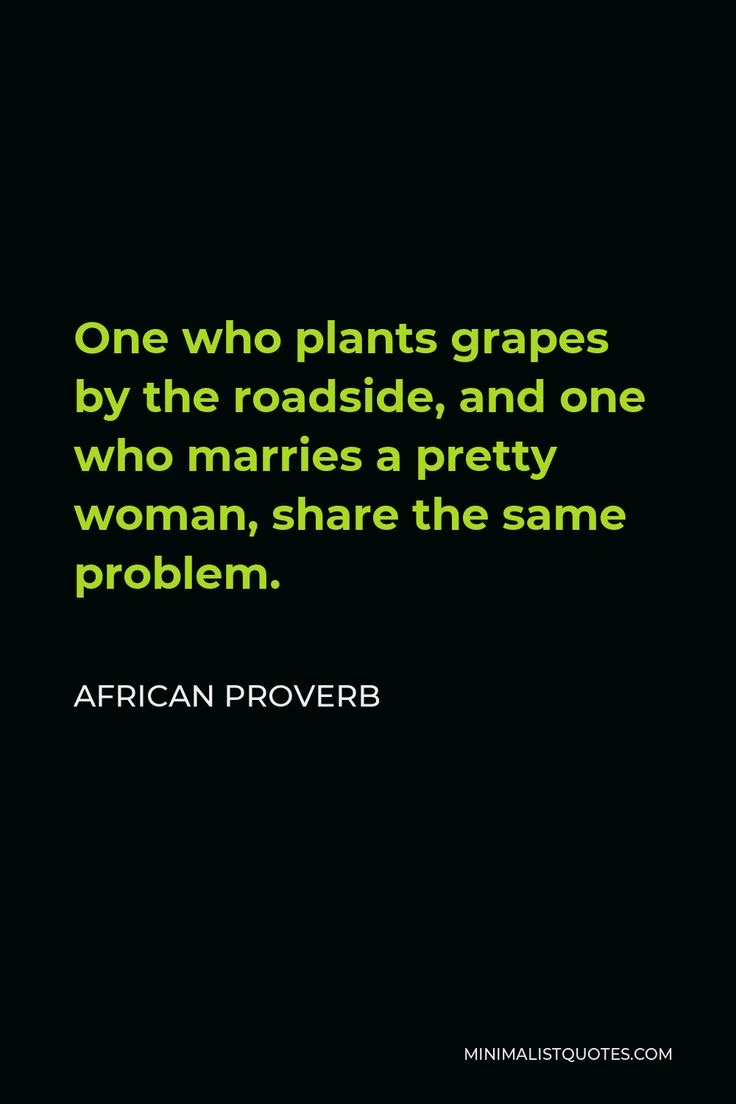 One who plants grapes
by the roadside, and one
who marries a pretty
woman, share the same
problem.
AFRICAN PROVERB
MINIMALISTQUOTES.COM